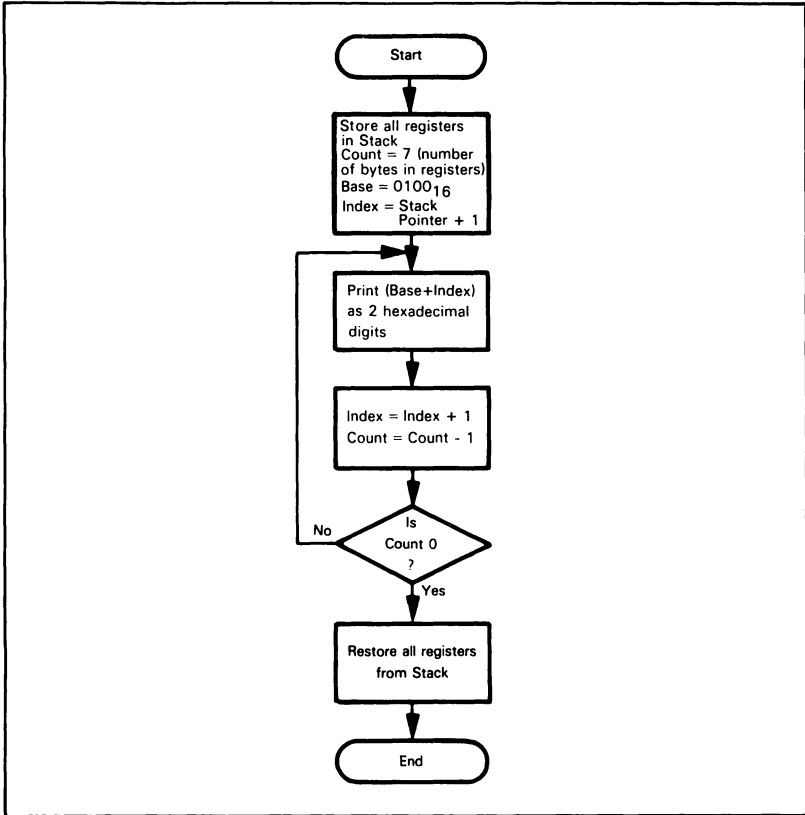 Start
Store all registers
in Stack
Count = 7 (number
of bytes in registers)
Base = 0100₁₆
Index = Stack
Pointer + 1
Print (Base+Index)
as 2 hexadecimal
digits
Index = Index + 1
Count = Count - 1
Is
Count 0
?
No
Yes
Restore all registers
from Stack
End